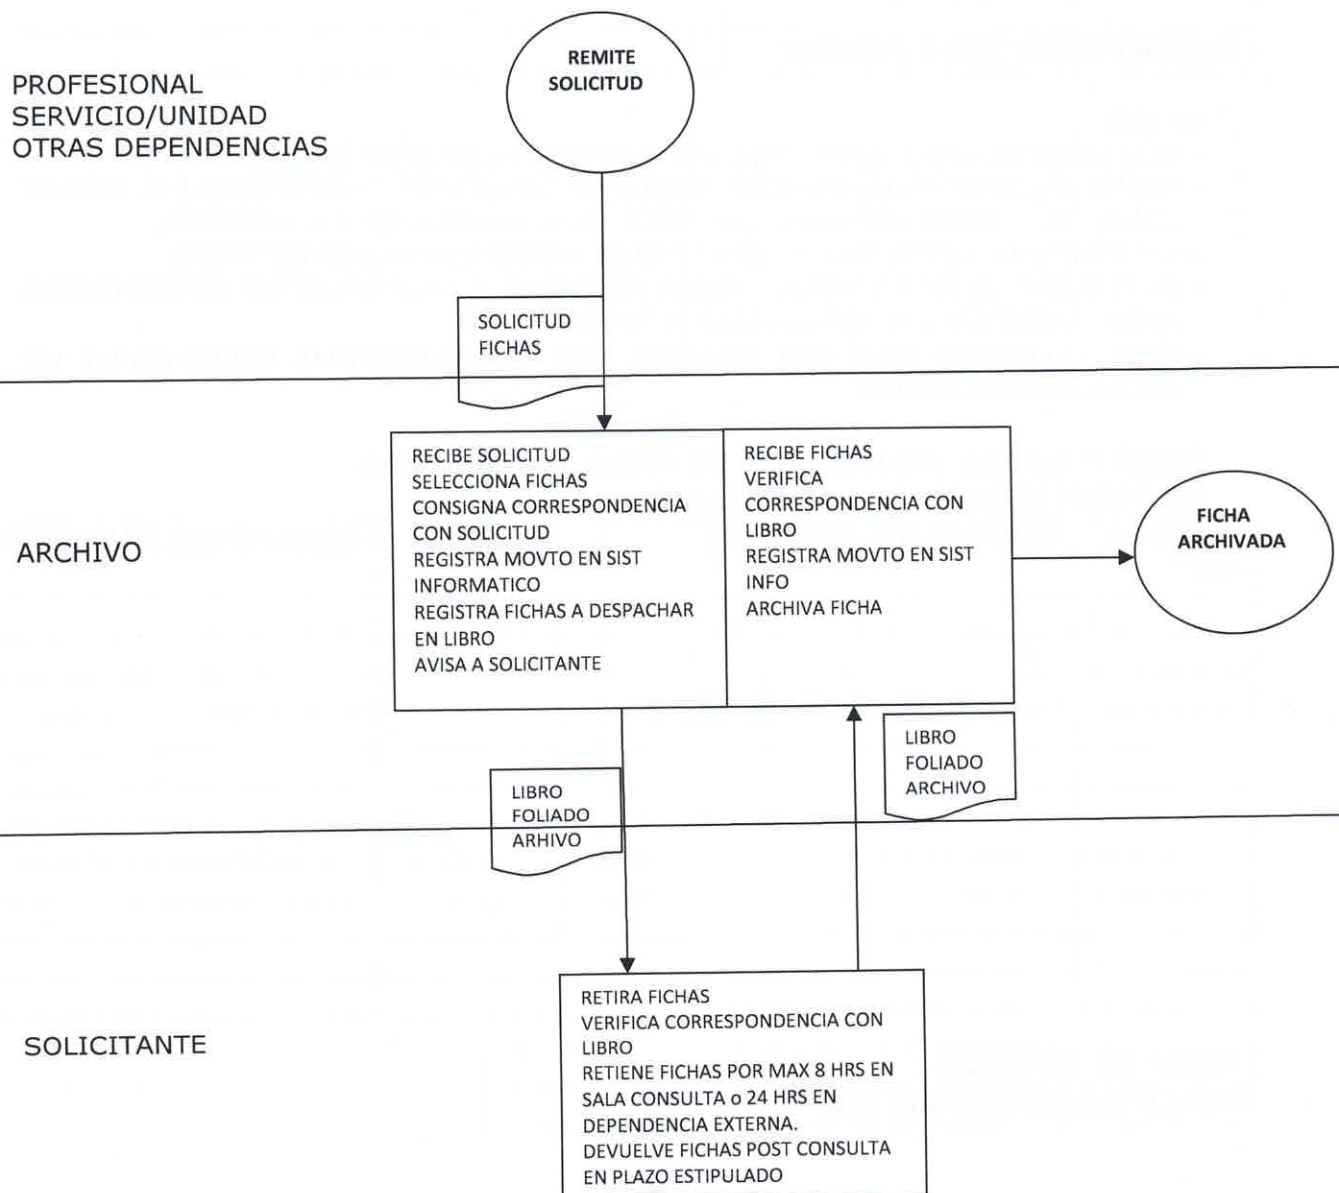 PROFESIONAL
SERVICIO/UNIDAD
OTRAS DEPENDENCIAS
REMITE
SOLICITUD
SOLICITUD
FICHAS
ARCHIVO
RECIBE SOLICITUD
SELECCIONA FICHAS
CONSIGNA CORRESPONDENCIA
CON SOLICITUD
REGISTRA MOVTO EN SIST
INFORMATICO
REGISTRA FICHAS A DESPACHAR
EN LIBRO
AVISA A SOLICITANTE
RECIBE FICHAS
VERIFICA
CORRESPONDENCIA CON
LIBRO
REGISTRA MOVTO EN SIST
INFO
ARCHIVA FICHA
FICHA
ARCHIVADA
LIBRO
FOLIADO
ARHIVO
LIBRO
FOLIADO
ARCHIVO
SOLICITANTE
RETIRA FICHAS
VERIFICA CORRESPONDENCIA CON
LIBRO
RETIENE FICHAS POR MAX 8 HRS EN
SALA CONSULTA o 24 HRS EN
DEPENDENCIA EXTERNA.
DEVUELVE FICHAS POST CONSULTA
EN PLAZO ESTIPULADO